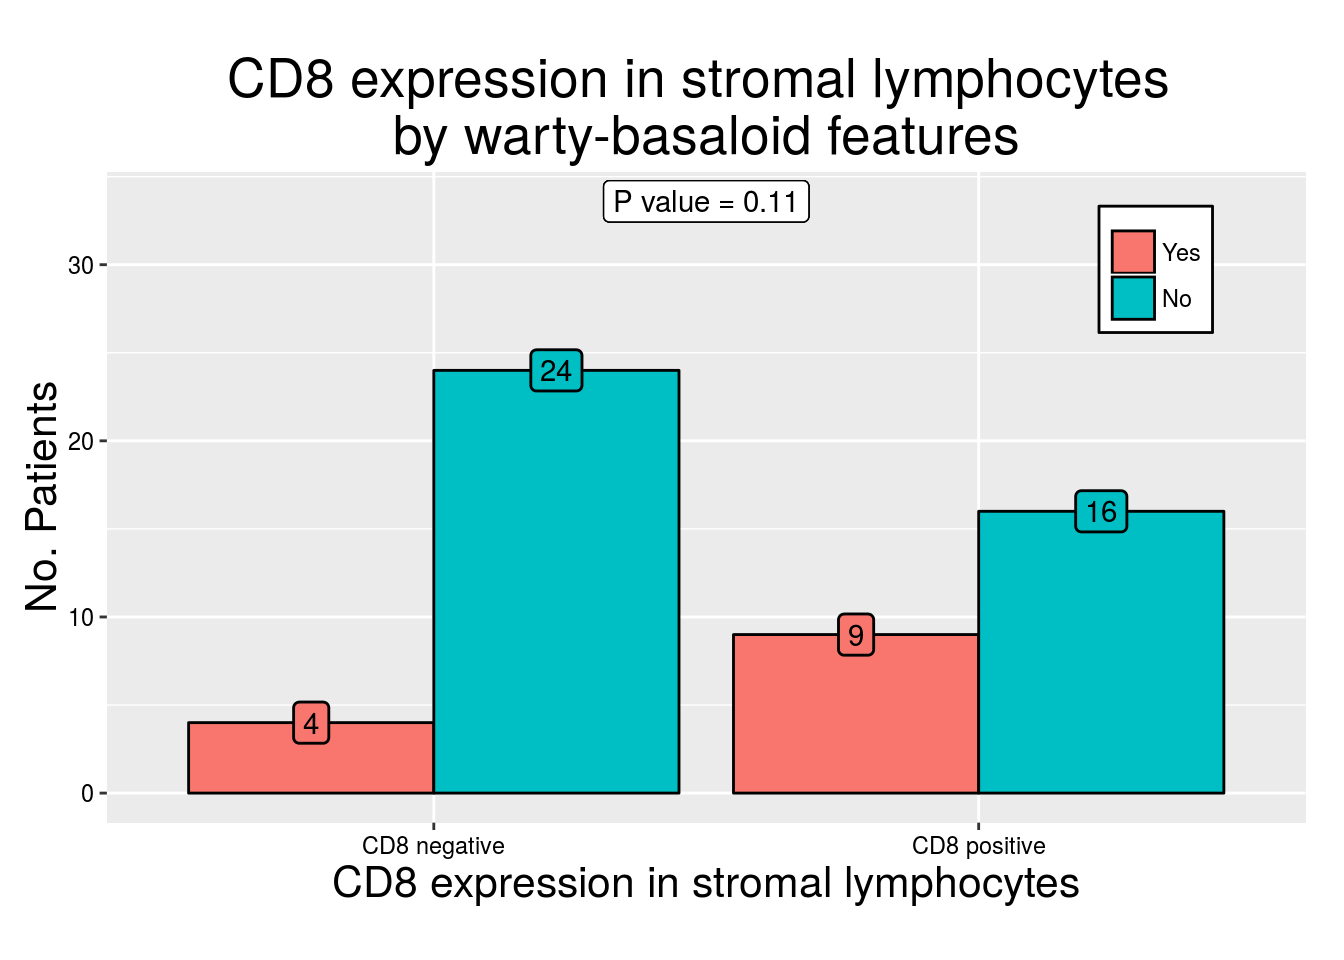 CD8 expression in stromal lymphocytes
by warty-basaloid features
P value = 0.11
Yes
No
30
20
10
0
No. Patients
24
16
9
4
CD8 negative
CD8 positive
CD8 expression in stromal lymphocytes